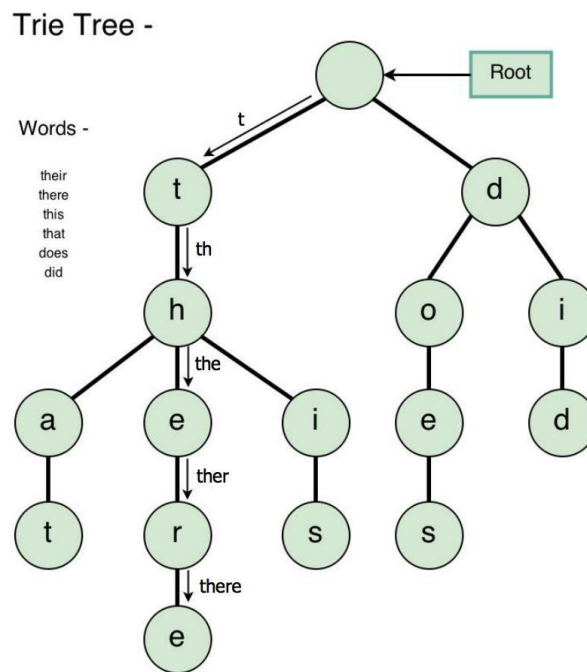 Trie Tree -
Root
t
Words -
their
there
this
that
does
did
t
d
th
h
o
i
the
a
e
i
e
d
ther
t
r
s
s
there
e